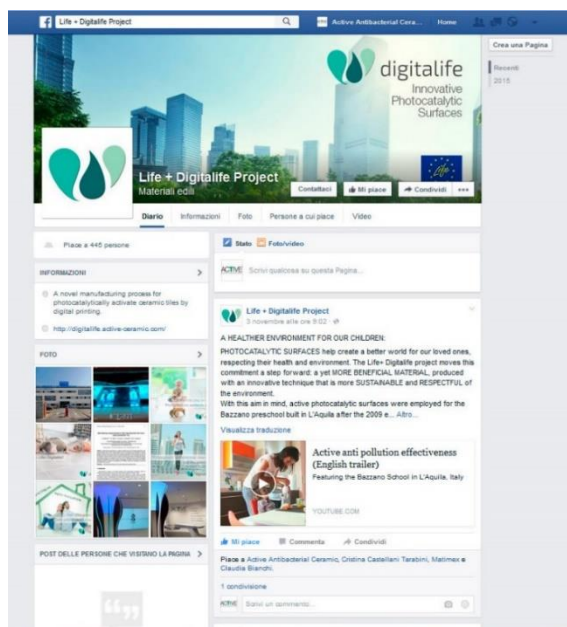 Life + Digitalife Project
Active Antibacterial Cera...
Home
Crea una Pagina
Recenti
2015
digitalife
Innovative
Photocatalytic
Surfaces
Life
Life + Digitalife Project
Materiali edili
Contattaci
Mi piace
Condividi
Diario
Informazioni
Foto
Persone a cui piace
Video
Piace a 445 persone
INFORMAZIONI
A novel manufacturing process for
photocatalytically activate ceramic tiles by
digital printing.
http://digitalife.active-ceramic.com/
FOTO
POST DELLE PERSONE CHE VISITANO LA PAGINA
Stato
Foto/video
ACTIVE
Scrivi qualcosa su questa Pagina...
Life + Digitalife Project
3 novembre alle ore 9:02
A HEALTHIER ENVIRONMENT FOR OUR CHILDREN:
PHOTOCATALYTIC SURFACES help create a better world for our loved ones,
respecting their health and environment. The Life+ Digitalife project moves this
commitment a step forward: a yet MORE BENEFICIAL MATERIAL, produced
with an innovative technique that is more SUSTAINABLE and RESPECTFUL of
the environment.
With this aim in mind, active photocatalytic surfaces were employed for the
Bazzano preschool built in L'Aquila after the 2009 e... Altro...
Visualizza traduzione
Active anti pollution effectiveness
(English trailer)
Featuring the Bazzano School in L'Aquila, Italy
YOUTUBE.COM
Mi piace
Commenta
Condividi
Piace a Active Antibacterial Ceramic, Cristina Castellani Tarabini, Matimex e
Claudia Bianchi.
1 condivisione
ACTIVE
Scrivi un commento...